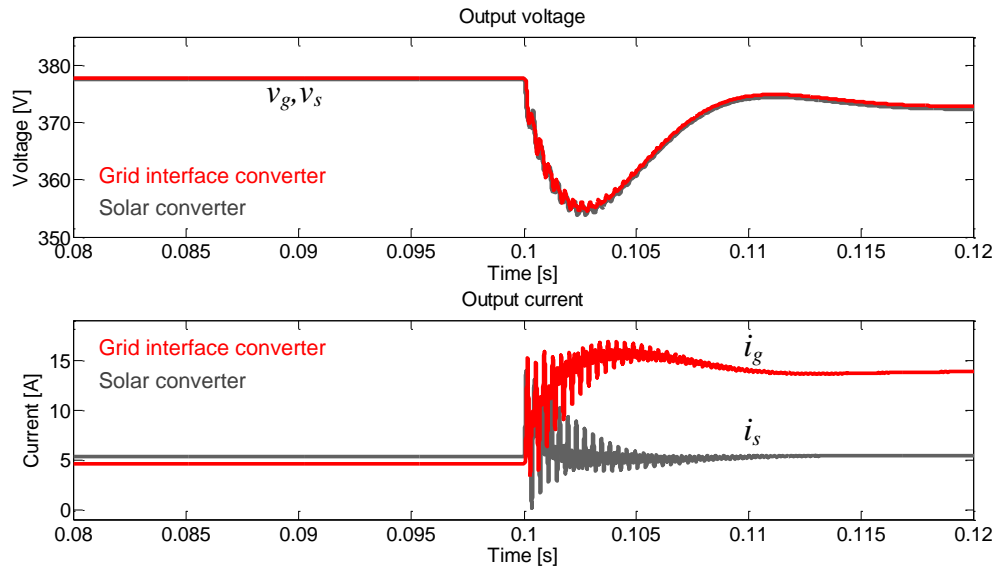 Output voltage
Voltage [V]
380
370
360
350
v_g,v_s
Grid interface converter
Solar converter
0.08
0.085
0.09
0.095
0.1
0.105
0.11
0.115
0.12
Time [s]
Output current
Current [A]
15
10
5
0
Grid interface converter
Solar converter
i_g
i_s
0.08
0.085
0.09
0.095
0.1
0.105
0.11
0.115
0.12
Time [s]